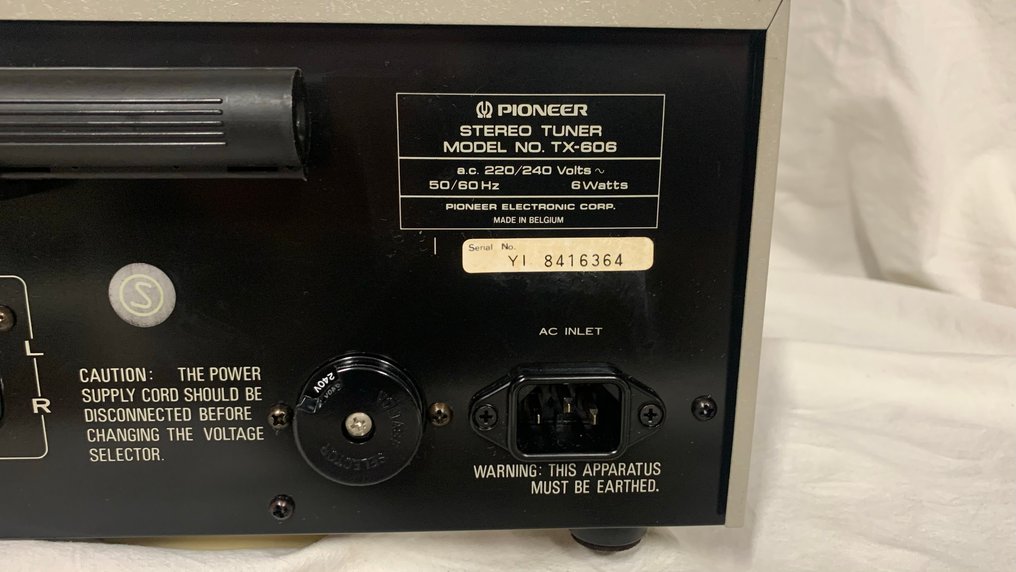 PIONEER
STEREO TUNER
MODEL NO. TX-606
a.c. 220/240 Volts ~
50/60 Hz 6 Watts
PIONEER ELECTRONIC CORP.
MADE IN BELGIUM
Serial No.
YI 8416364
S
AC INLET
L
R
CAUTION: THE POWER
SUPPLY CORD SHOULD BE
DISCONNECTED BEFORE
CHANGING THE VOLTAGE
SELECTOR.
240V
SELECTOR
WARNING: THIS APPARATUS
MUST BE EARTHED.